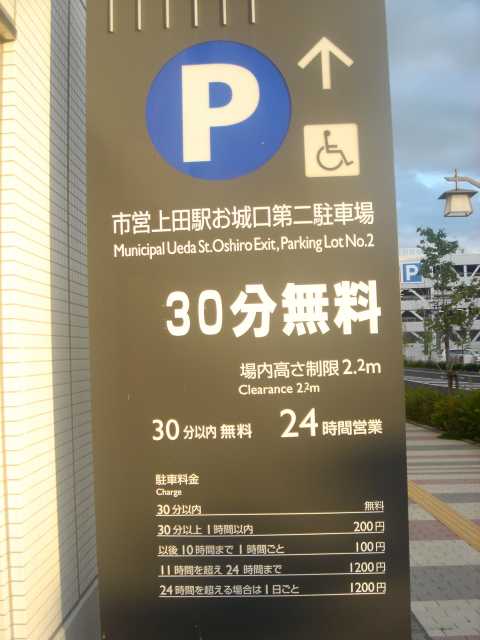 P
市営上田駅お城口第二駐車場
Municipal Ueda St. Oshiro Exit, Parking Lot No.2
30分無料
場内高さ制限 2.2m
Clearance 2.2m
30分以内 無料 24時間営業
駐車料金
Charge
30分以内 無料
30分以上 1時間以内 200円
以後 10時間まで 1時間ごと 100円
11時間を超え 24時間まで 1200円
24時間を超える場合は 1日ごと 1200円
P